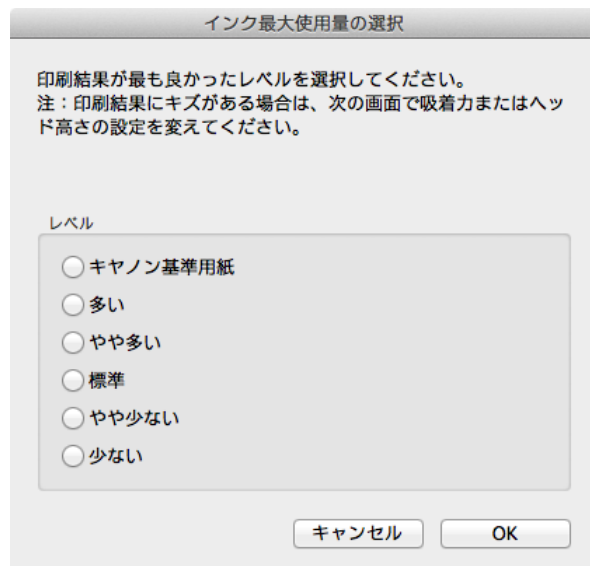 インク最大使用量の選択
印刷結果が最も良かったレベルを選択してください。
注：印刷結果にキズがある場合は、次の画面で吸着力またはヘッ
ド高さの設定を変えてください。
レベル
キヤノン基準用紙
多い
やや多い
標準
やや少ない
少ない
キャンセル
OK